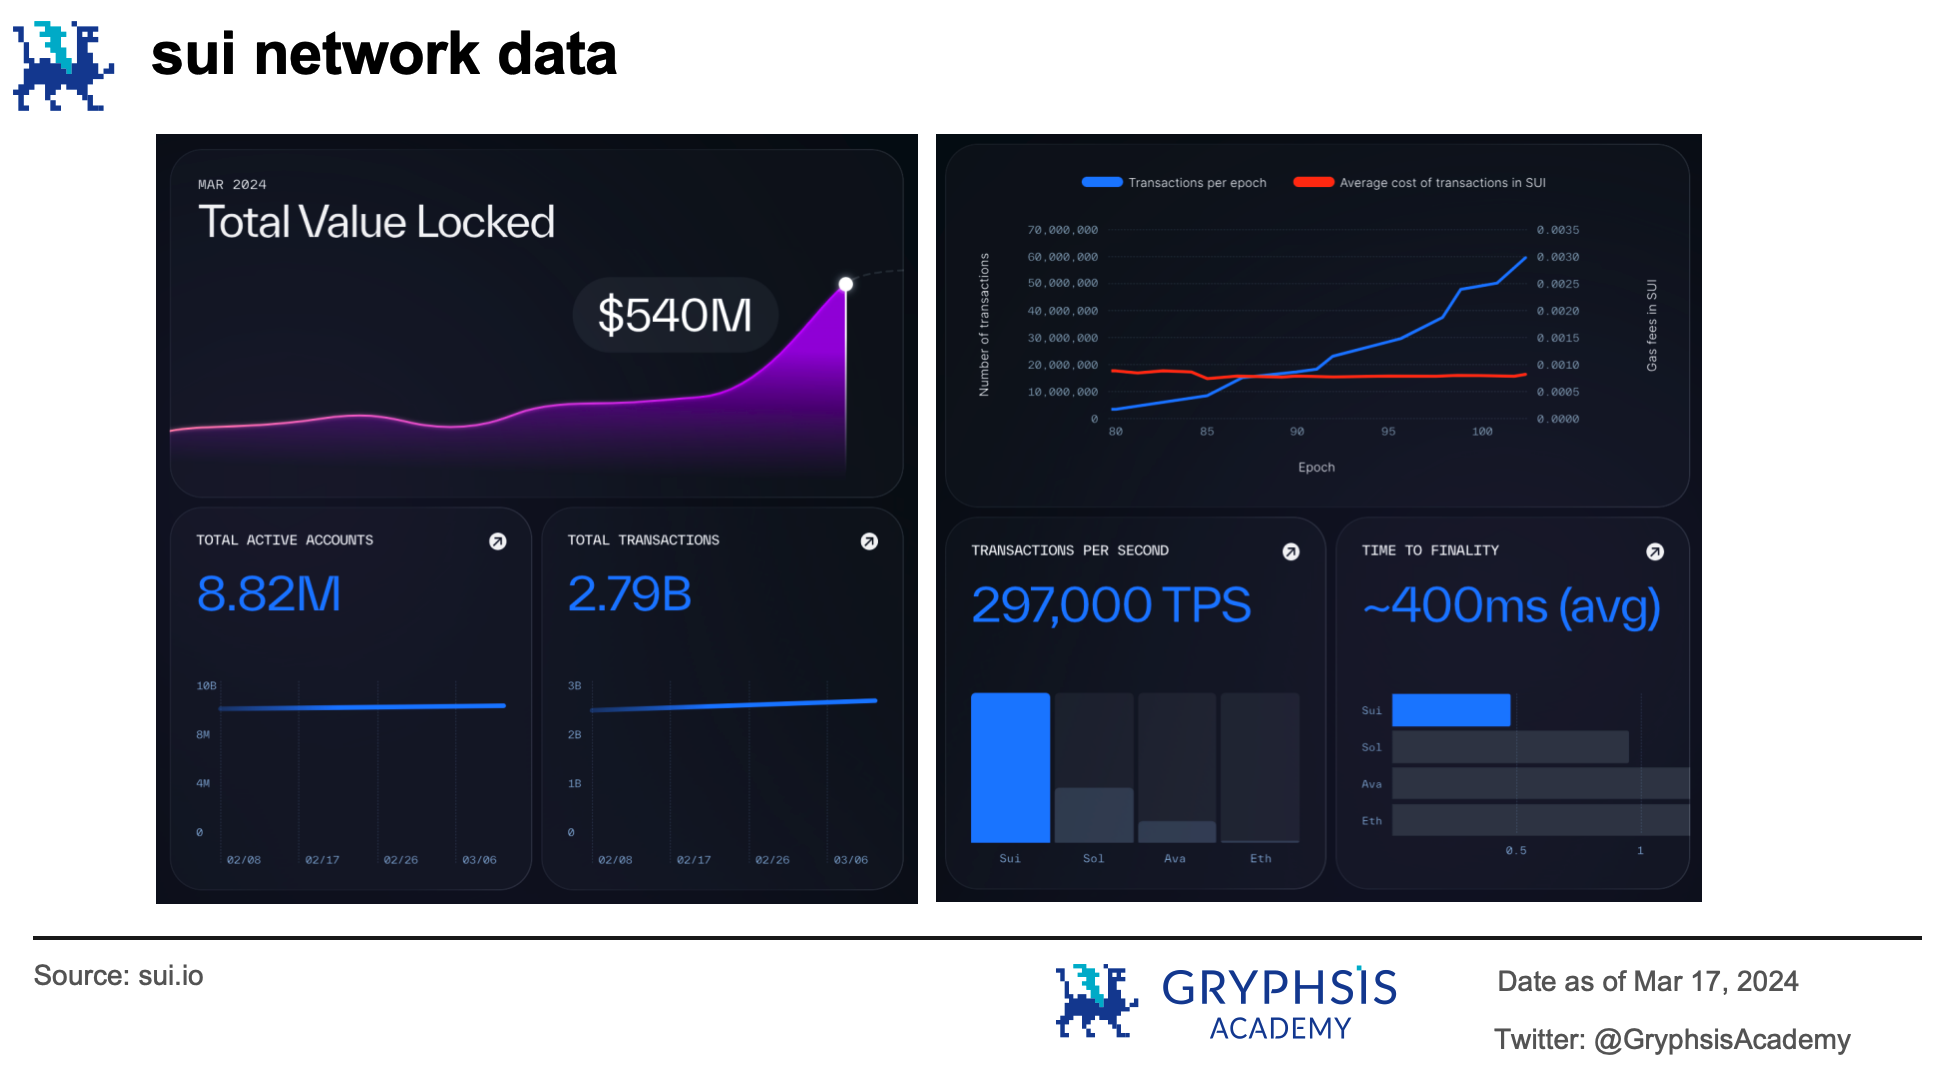 sui network data
MAR 2024
Total Value Locked
$540M
TOTAL ACTIVE ACCOUNTS
8.82M
10B
8M
4M
0
02/08 02/17 02/26 03/06
TOTAL TRANSACTIONS
2.79B
3B
2B
1B
0
02/08 02/17 02/26 03/06
Transactions per epoch Average cost of transactions in SUI
Number of transactions
70,000,000 0.0035
60,000,000 0.0030
50,000,000 0.0025
40,000,000 0.0020
30,000,000 0.0015
20,000,000 0.0010
10,000,000 0.0005
0 0.0000
Gas fees in SUI
80 85 90 95 100
Epoch
TRANSACTIONS PER SECOND
297,000 TPS
Sui Sol Ava Eth
TIME TO FINALITY
~400ms (avg)
Sui
Sol
Ava
Eth
0.5 1
Source: sui.io
GRYPHSIS
ACADEMY
Date as of Mar 17, 2024
Twitter: @GryphsisAcademy